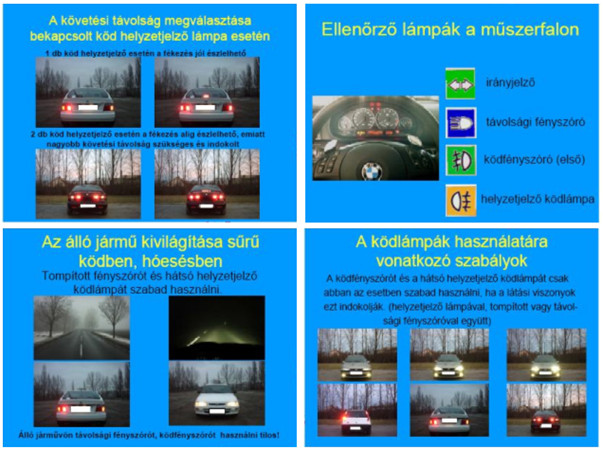 A követési távolság megválasztása
bekapcsolt köd helyzetjelző lámpa esetén
1 db köd helyzetjelző esetén a fékezés jól észlelhető
2 db köd helyzetjelző esetén a fékezés alig észlelhető, emiatt
nagyobb követési távolság szükséges és indokolt
Ellenőrző lámpák a műszerfalon
irányjelző
távolsági fényszóró
ködfényszóró (első)
helyzetjelző ködlámpa
Az álló jármű kivilágítása sűrű
ködben, hóesésben
Tompított fényszórót és hátsó helyzetjelző
ködlámpát szabad használni.
Álló járművön távolsági fényszórót, ködfényszórót használni tilos!
A ködlámpák használatára
vonatkozó szabályok
A ködfényszórót és a hátsó helyzetjelző ködlámpát csak
abban az esetben szabad használni, ha a látási viszonyok
ezt indokolják. (helyzetjelző lámpával, tompított vagy távol-
sági fényszóróval együtt)